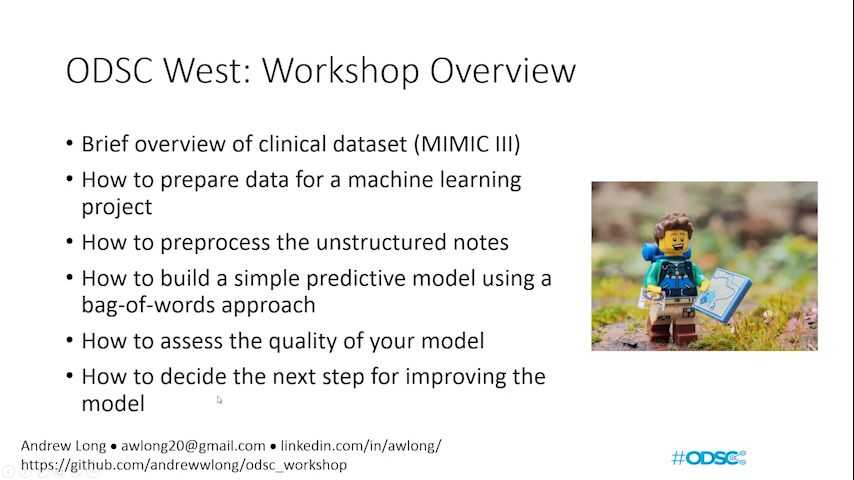 ODSC West: Workshop Overview
• Brief overview of clinical dataset (MIMIC III)
• How to prepare data for a machine learning
project
• How to preprocess the unstructured notes
• How to build a simple predictive model using a
bag-of-words approach
• How to assess the quality of your model
• How to decide the next step for improving the
model
Andrew Long ● awlong20@gmail.com ● linkedin.com/in/awlong/
https://github.com/andrewwlong/odsc_workshop
#ODSC